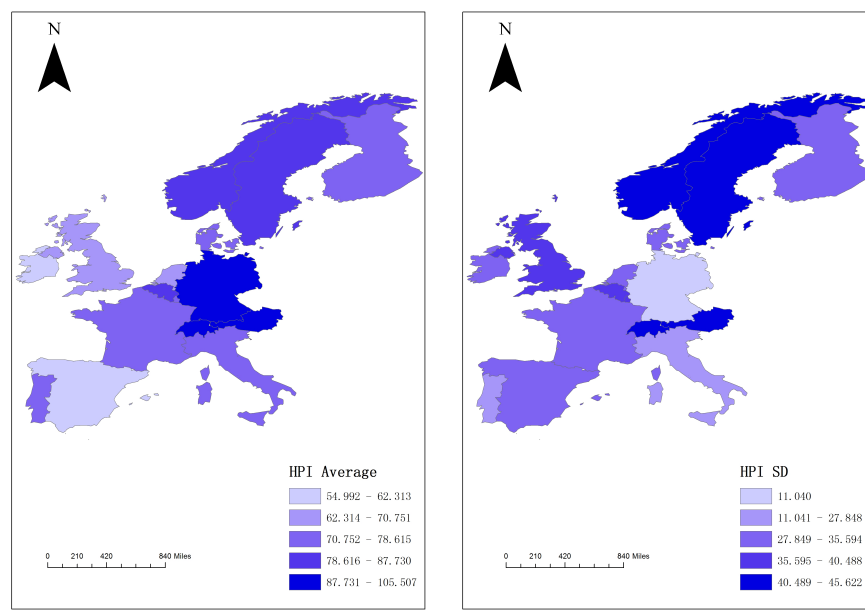 N
HPI Average
54.992 - 62.313
62.314 - 70.751
70.752 - 78.615
78.616 - 87.730
87.731 - 105.507
0 210 420 840 Miles
N
HPI SD
11.040
11.041 - 27.848
27.849 - 35.594
35.595 - 40.488
40.489 - 45.622
0 210 420 840 Miles